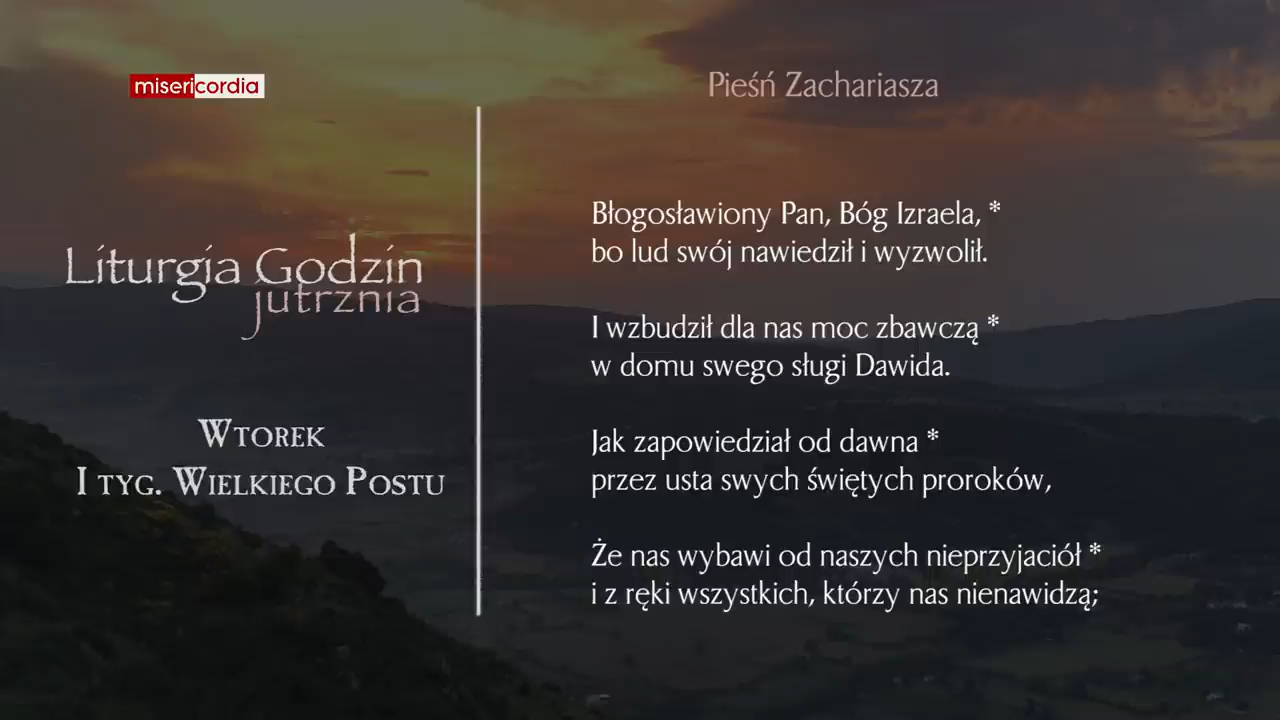 misericordia
Pieśń Zachariasza
Liturgia Godzin
jutrznia
Wtorek
I tyg. Wielkiego Postu
Błogosławiony Pan, Bóg Izraela, *
bo lud swój nawiedził i wyzwolił.
I wzbudził dla nas moc zbawczą *
w domu swego sługi Dawida.
Jak zapowiedział od dawna *
przez usta swych świętych proroków,
Że nas wybawi od naszych nieprzyjaciół *
i z ręki wszystkich, którzy nas nienawidzą;